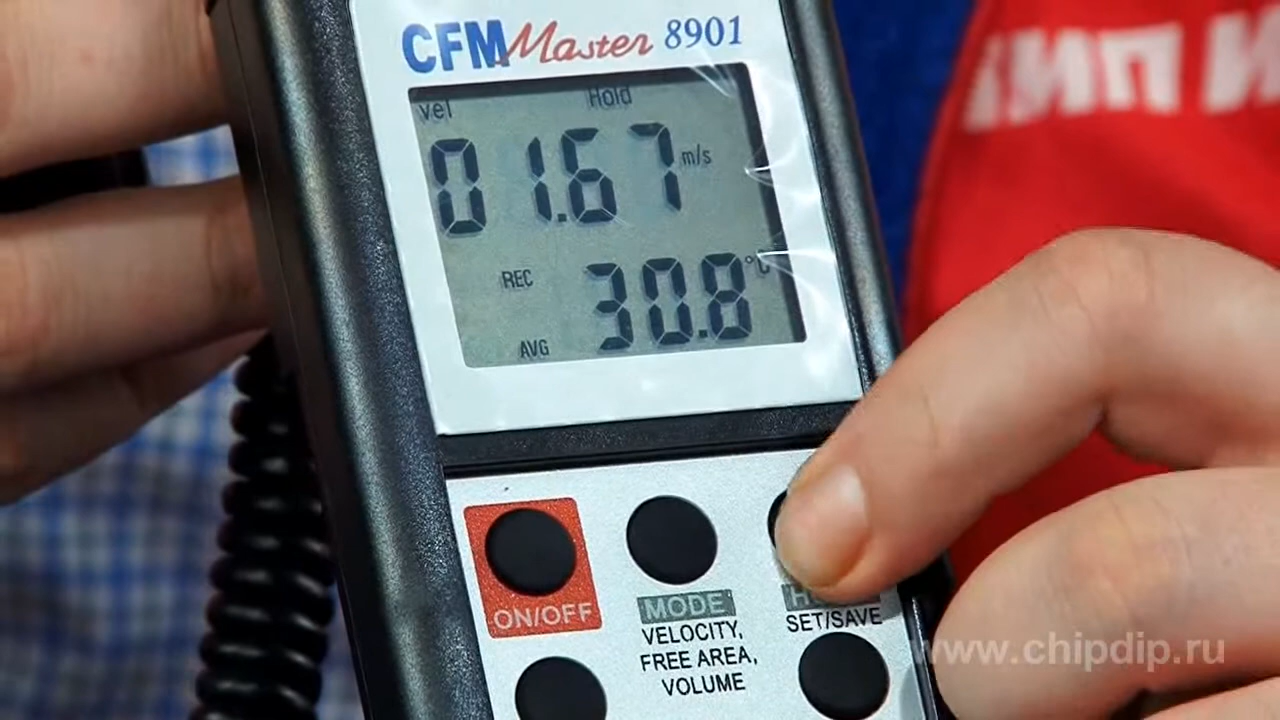 CFM Master 8901
vel Hold
01.67 m/s
REC 30.8 °C
AVG
ON/OFF
MODE
VELOCITY,
FREE AREA,
VOLUME
SET/SAVE
www.chipdip.ru